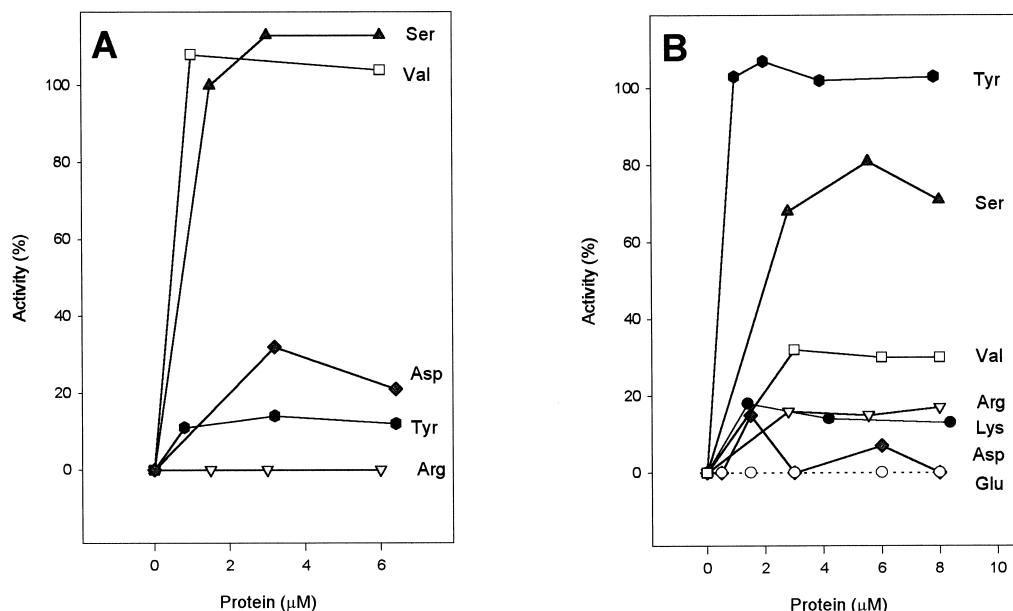 A
Activity (%)
100
80
60
40
20
0
Ser
Val
Asp
Tyr
Arg
0 2 4 6
Protein (μM)
B
Activity (%)
100
80
60
40
20
0
Tyr
Ser
Val
Arg
Lys
Asp
Glu
0 2 4 6 8 10
Protein (μM)